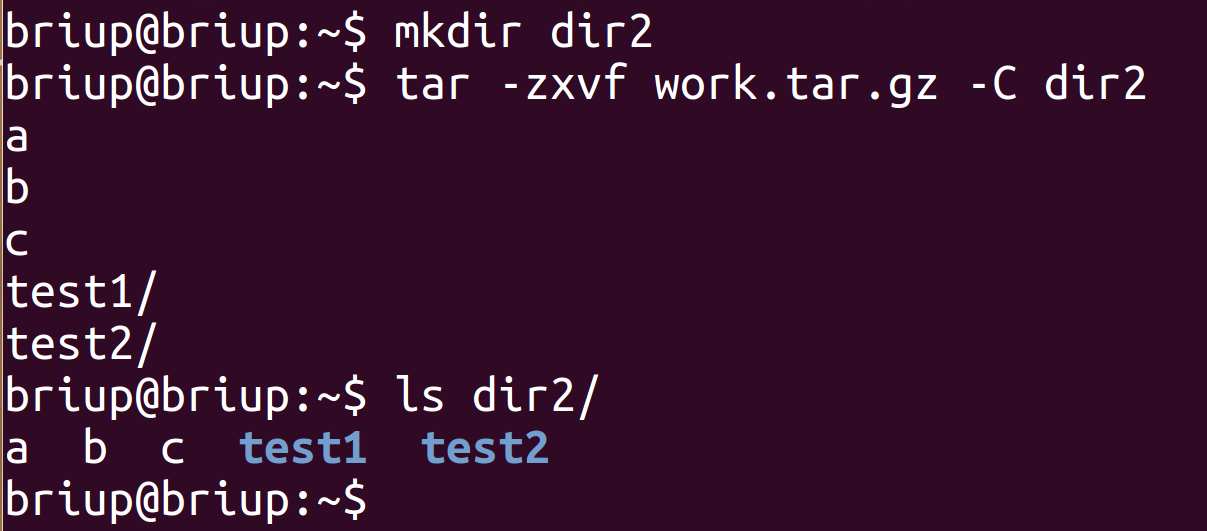 briup@briup:~$ mkdir dir2
briup@briup:~$ tar -zxvf work.tar.gz -C dir2
a
b
c
test1/
test2/
briup@briup:~$ ls dir2/
a  b  c  test1  test2
briup@briup:~$